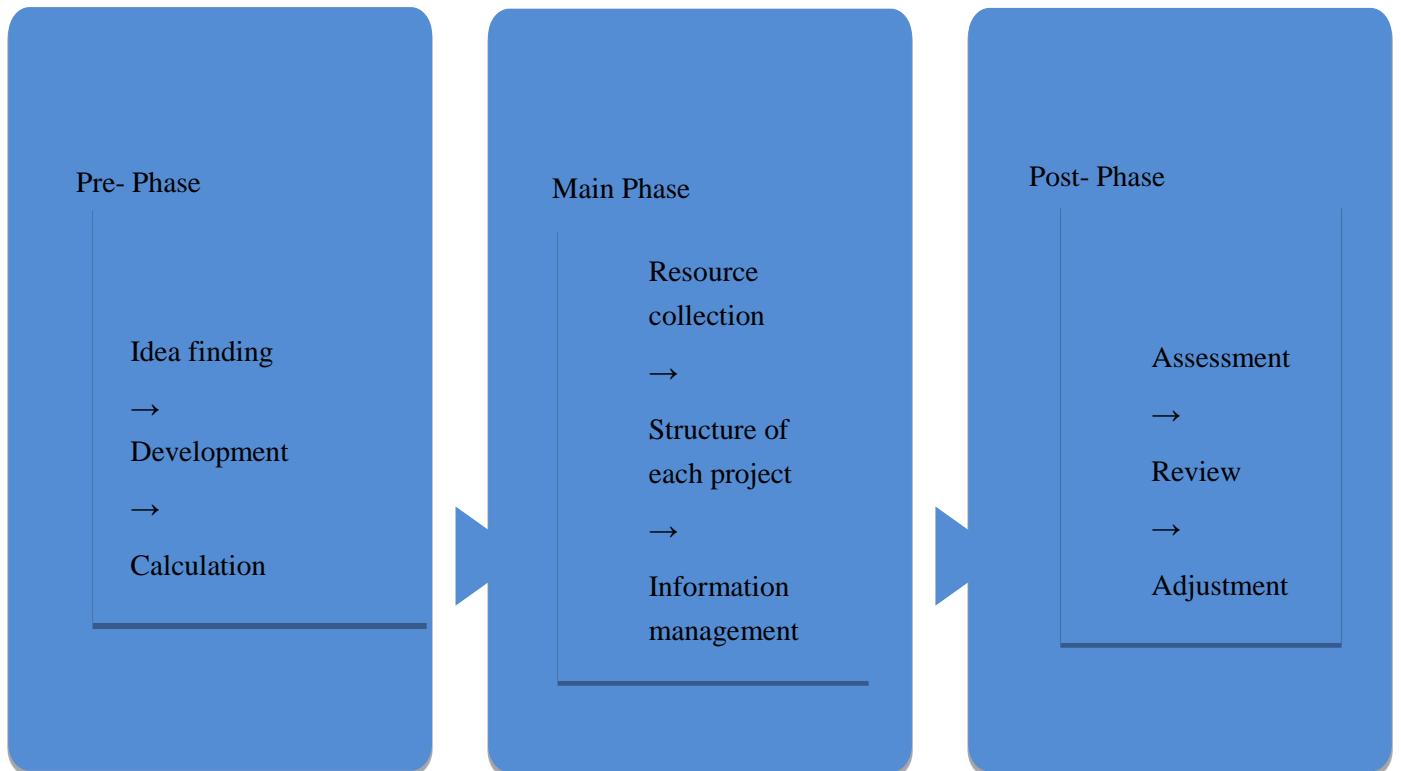 Pre- Phase
Idea finding
→
Development
→
Calculation
Main Phase
Resource
collection
→
Structure of
each project
→
Information
management
Post- Phase
Assessment
→
Review
→
Adjustment